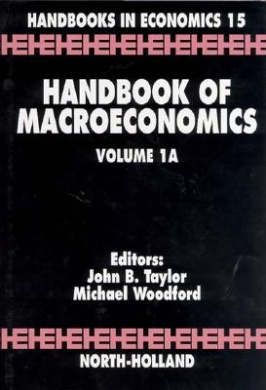 HANDBOOKS IN ECONOMICS 15
HANDBOOK OF
MACROECONOMICS
VOLUME 1A
Editors:
John B. Taylor
Michael Woodford
NORTH-HOLLAND